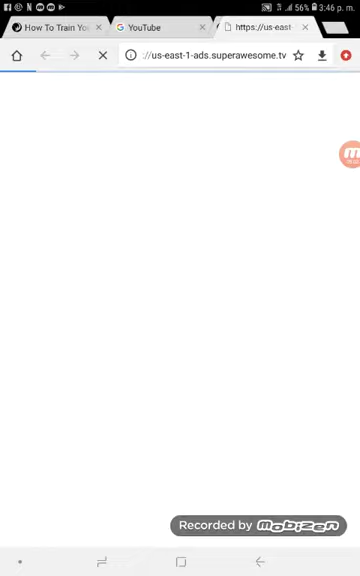 56% 3:46 p. m.
How To Train Yo
YouTube
https://us-east-
://us-east-1-ads.superawesome.tv
Recorded by mobizen